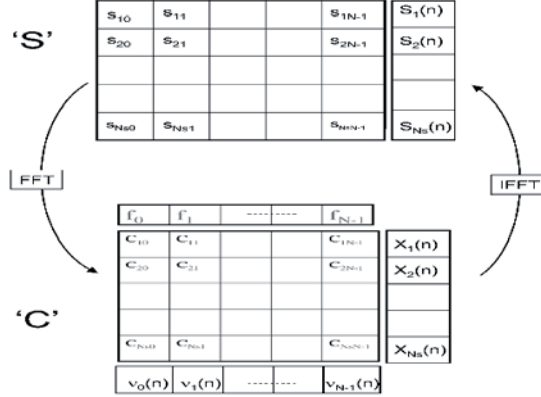 s10 s11 s1N-1 S1(n)
'S' s20 s21 s2N-1 S2(n)
sNs0 sNs1 sNsN-1 SNs(n)
FFT IFFT
f0 f1 -------- fN-1
C10 C11 C1N-1 X1(n)
C20 C21 C2N-1 X2(n)
'C'
CNs0 CNs1 CNsN-1 XNs(n)
v0(n) v1(n) -------- vN-1(n)